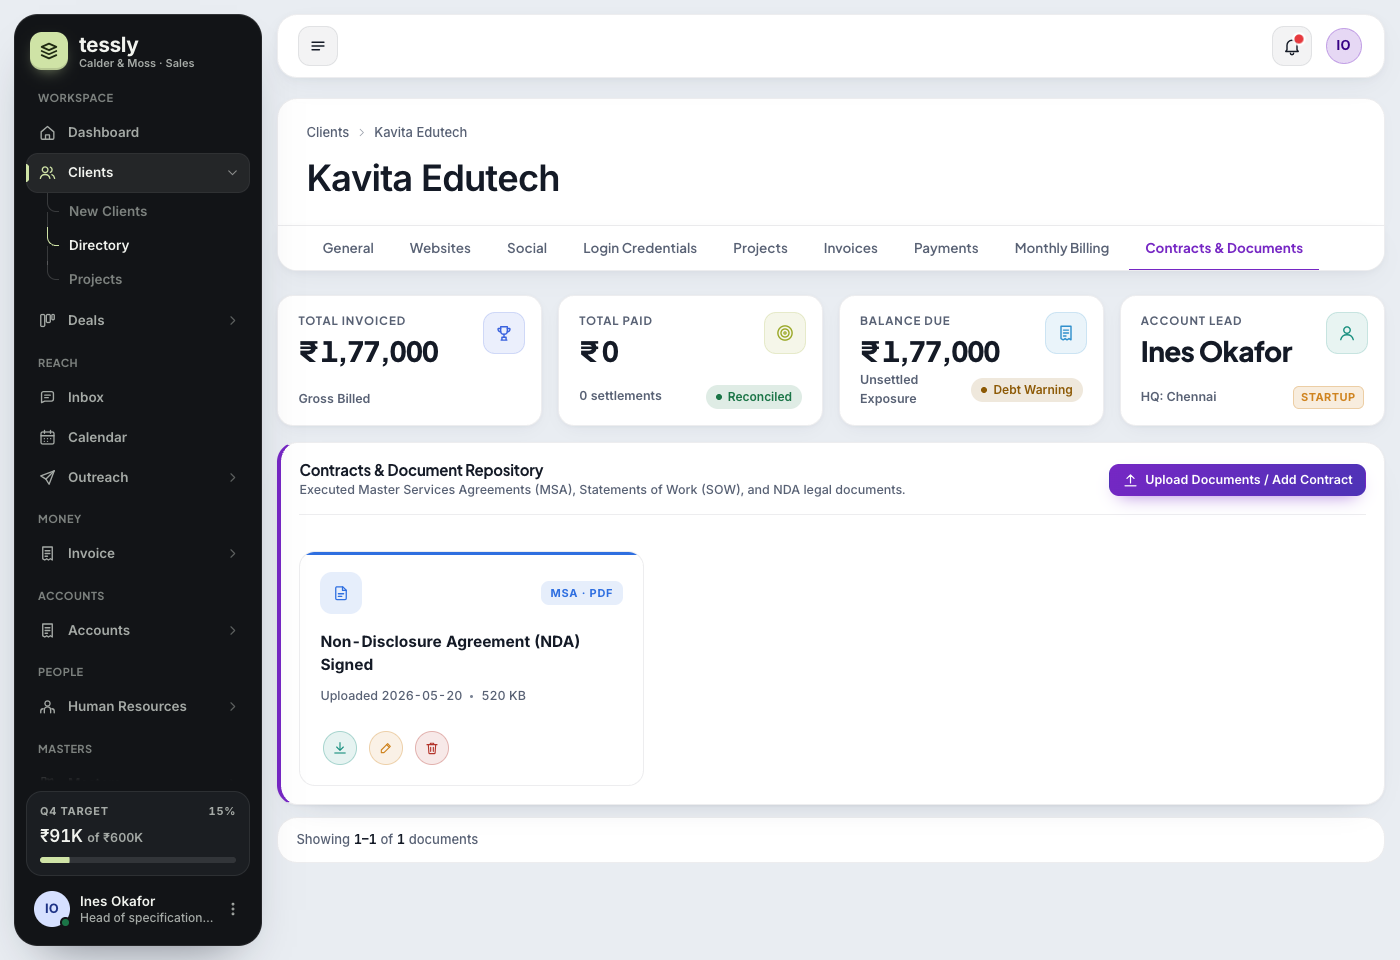 tessly
Calder & Moss · Sales
WORKSPACE
Dashboard
Clients
New Clients
Directory
Projects
Deals
REACH
Inbox
Calendar
Outreach
MONEY
Invoice
ACCOUNTS
Accounts
PEOPLE
Human Resources
MASTERS
Q4 TARGET 15%
₹91K of ₹600K
IO
Ines Okafor
Head of specification...
IO
Clients > Kavita Edutech
Kavita Edutech
General Websites Social Login Credentials Projects Invoices Payments Monthly Billing Contracts & Documents
TOTAL INVOICED
₹1,77,000
Gross Billed
TOTAL PAID
₹0
0 settlements
Reconciled
BALANCE DUE
₹1,77,000
Unsettled
Exposure
Debt Warning
ACCOUNT LEAD
Ines Okafor
HQ: Chennai
STARTUP
Contracts & Document Repository
Executed Master Services Agreements (MSA), Statements of Work (SOW), and NDA legal documents.
Upload Documents / Add Contract
MSA · PDF
Non-Disclosure Agreement (NDA)
Signed
Uploaded 2026-05-20 • 520 KB
Showing 1–1 of 1 documents